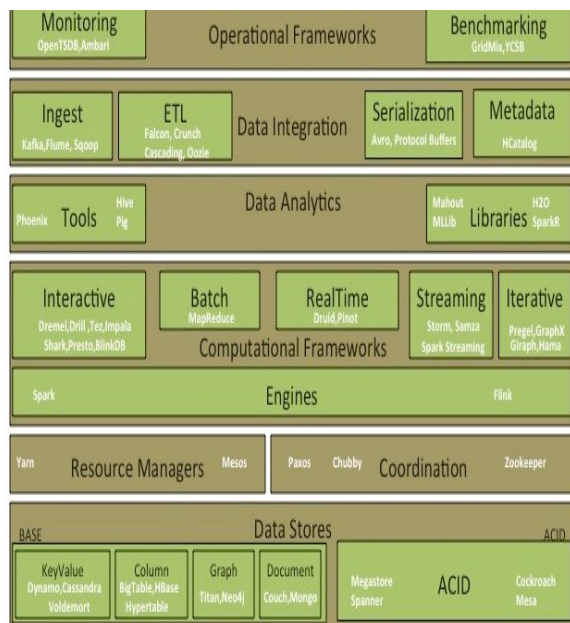 Monitoring
OpenTSDB,Ambari
Operational Frameworks
Benchmarking
GridMix,YCSB
Ingest
Kafka,Flume, Sqoop
ETL
Falcon, Crunch
Cascading, Oozie
Data Integration
Serialization
Avro, Protocol Buffers
Metadata
HCatalog
Phoenix
Tools
Hive
Pig
Data Analytics
Mahout
MLLib
Libraries
H2O
SparkR
Interactive
Dremel,Drill ,Tez,Impala
Shark,Presto,BlinkDB
Batch
MapReduce
RealTime
Druid,Pinot
Streaming
Storm, Samza
Spark Streaming
Iterative
Pregel,GraphX
Giraph,Hama
Computational Frameworks
Spark
Engines
Flink
Yarn
Resource Managers
Mesos
Paxos
Chubby
Coordination
Zookeeper
BASE
Data Stores
ACID
KeyValue
Dynamo,Cassandra
Voldemort
Column
BigTable,HBase
Hypertable
Graph
Titan,Neo4j
Document
Couch,Mongo
Megastore
Spanner
ACID
Cockroach
Mesa